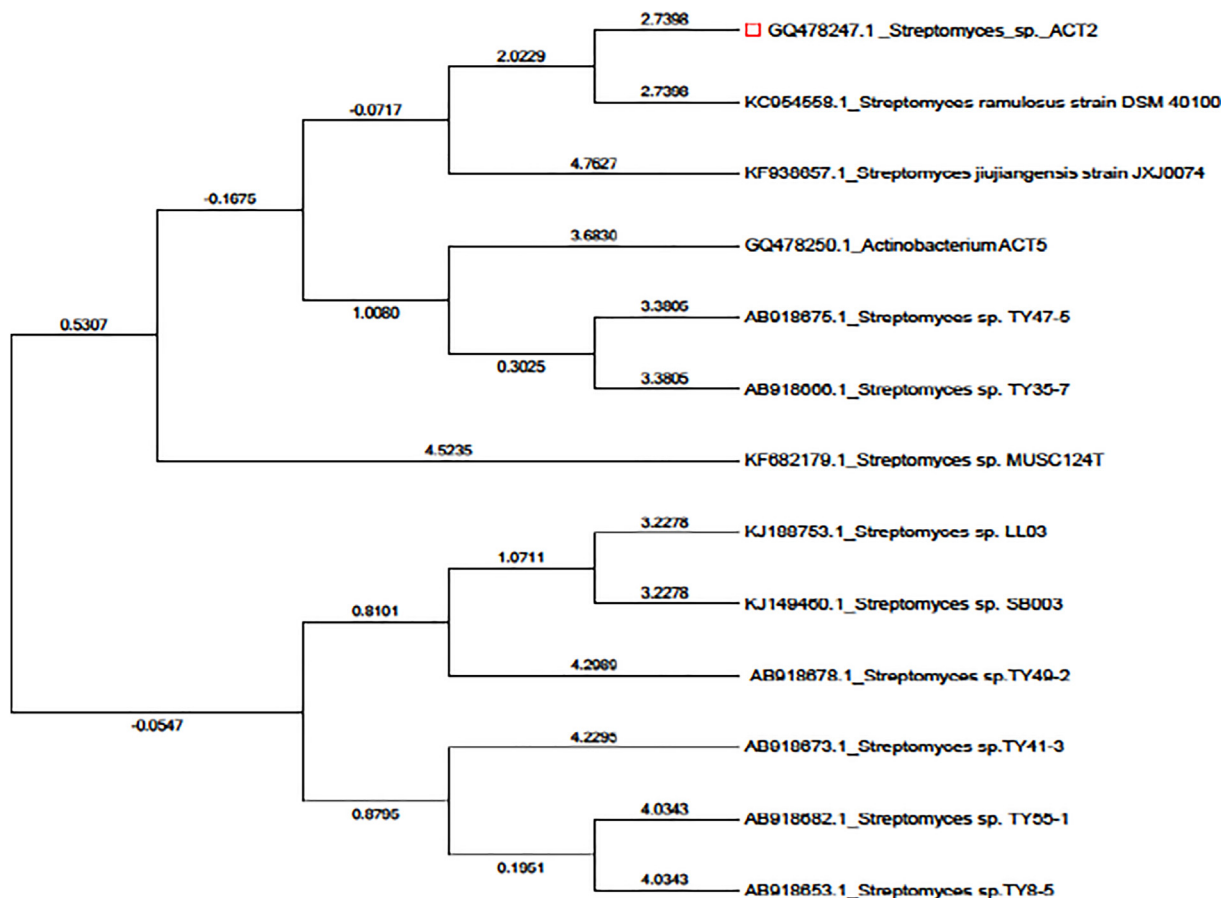 2.7398
GQ478247.1_Streptomyces_sp._ACT2
2.0229
-0.0717
2.7398
KC954558.1_Streptomyces ramulosus strain DSM 40100
4.7627
KF938657.1_Streptomyces jiujiangensis strain JXJ0074
-0.1675
3.6830
GQ478250.1_Actinobacterium ACT5
1.0080
3.3805
AB918675.1_Streptomyces sp. TY47-5
0.5307
0.3025
3.3805
AB918666.1_Streptomyces sp. TY35-7
4.5235
KF682179.1_Streptomyces sp. MUSC124T
3.2278
KJ188753.1_Streptomyces sp. LL03
1.0711
0.8101
3.2278
KJ149460.1_Streptomyces sp. SB003
4.2989
AB918678.1_Streptomyces sp.TY49-2
-0.0547
4.2295
AB918673.1_Streptomyces sp.TY41-3
0.8795
4.0343
AB918682.1_Streptomyces sp. TY55-1
0.1951
4.0343
AB918653.1_Streptomyces sp.TY8-5